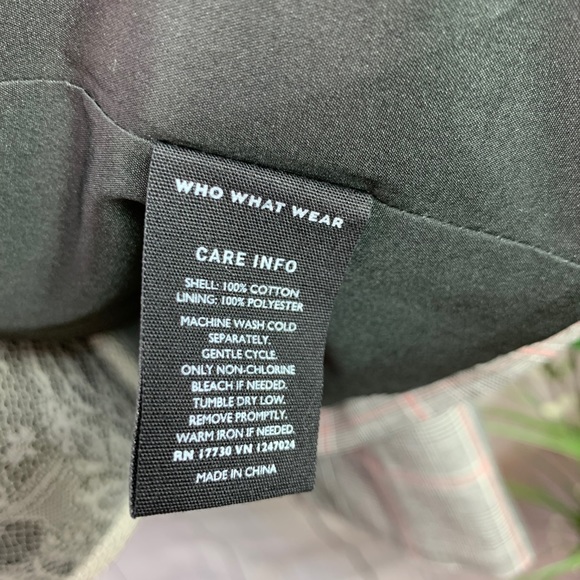 WHO WHAT WEAR
CARE INFO
SHELL: 100% COTTON
LINING: 100% POLYESTER
MACHINE WASH COLD
SEPARATELY.
GENTLE CYCLE.
ONLY NON-CHLORINE
BLEACH IF NEEDED.
TUMBLE DRY LOW.
REMOVE PROMPTLY.
WARM IRON IF NEEDED.
RN 17730 VN 1247024
MADE IN CHINA